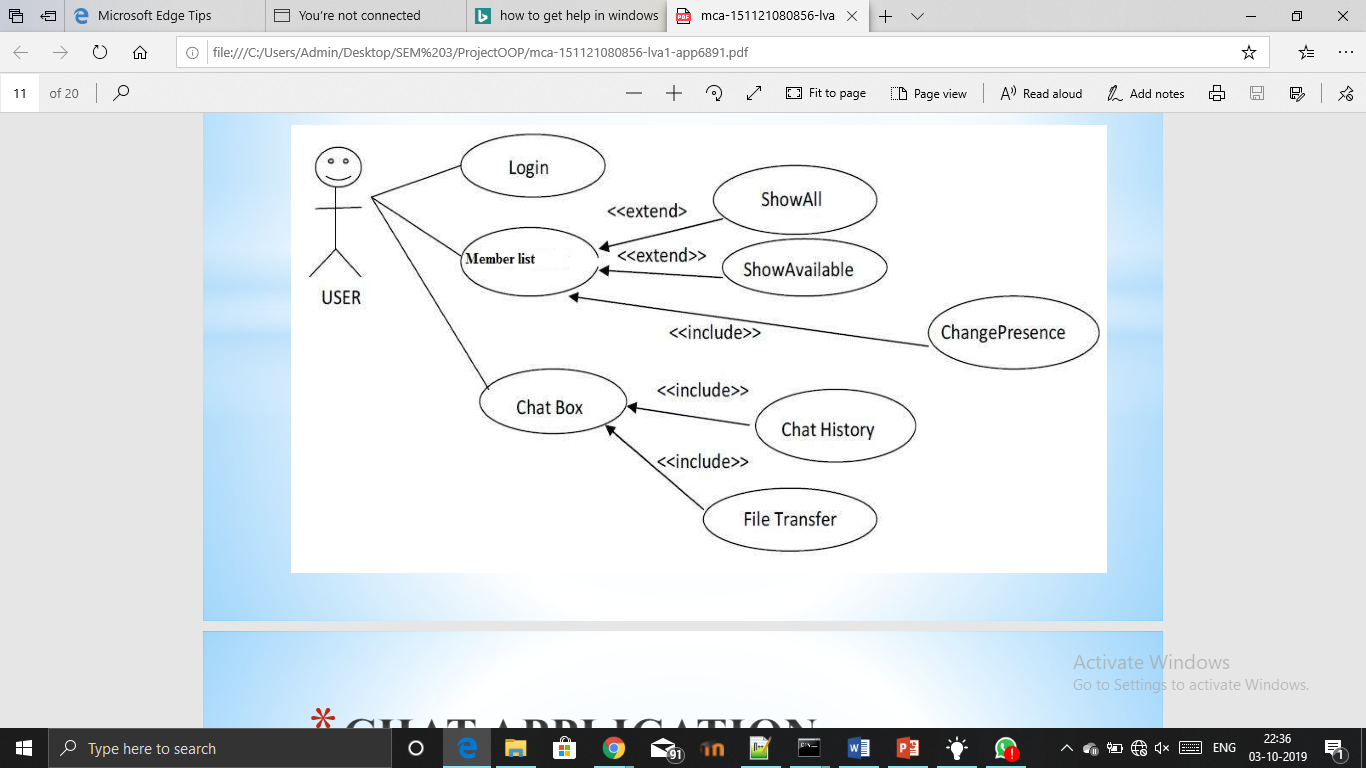 Microsoft Edge Tips
You're not connected
how to get help in windows
mca-151121080856-lva
file:///C:/Users/Admin/Desktop/SEM%203/ProjectOOP/mca-151121080856-lva1-app6891.pdf
11 of 20
Fit to page
Page view
Read aloud
Add notes
Login
ShowAll
<<extend>
Member list
<<extend>>
ShowAvailable
USER
<<include>>
ChangePresence
<<include>>
Chat Box
Chat History
<<include>>
File Transfer
Activate Windows
Go to Settings to activate Windows.
* CHAT APPLICATION
Type here to search
91
ENG
22:36
03-10-2019
1